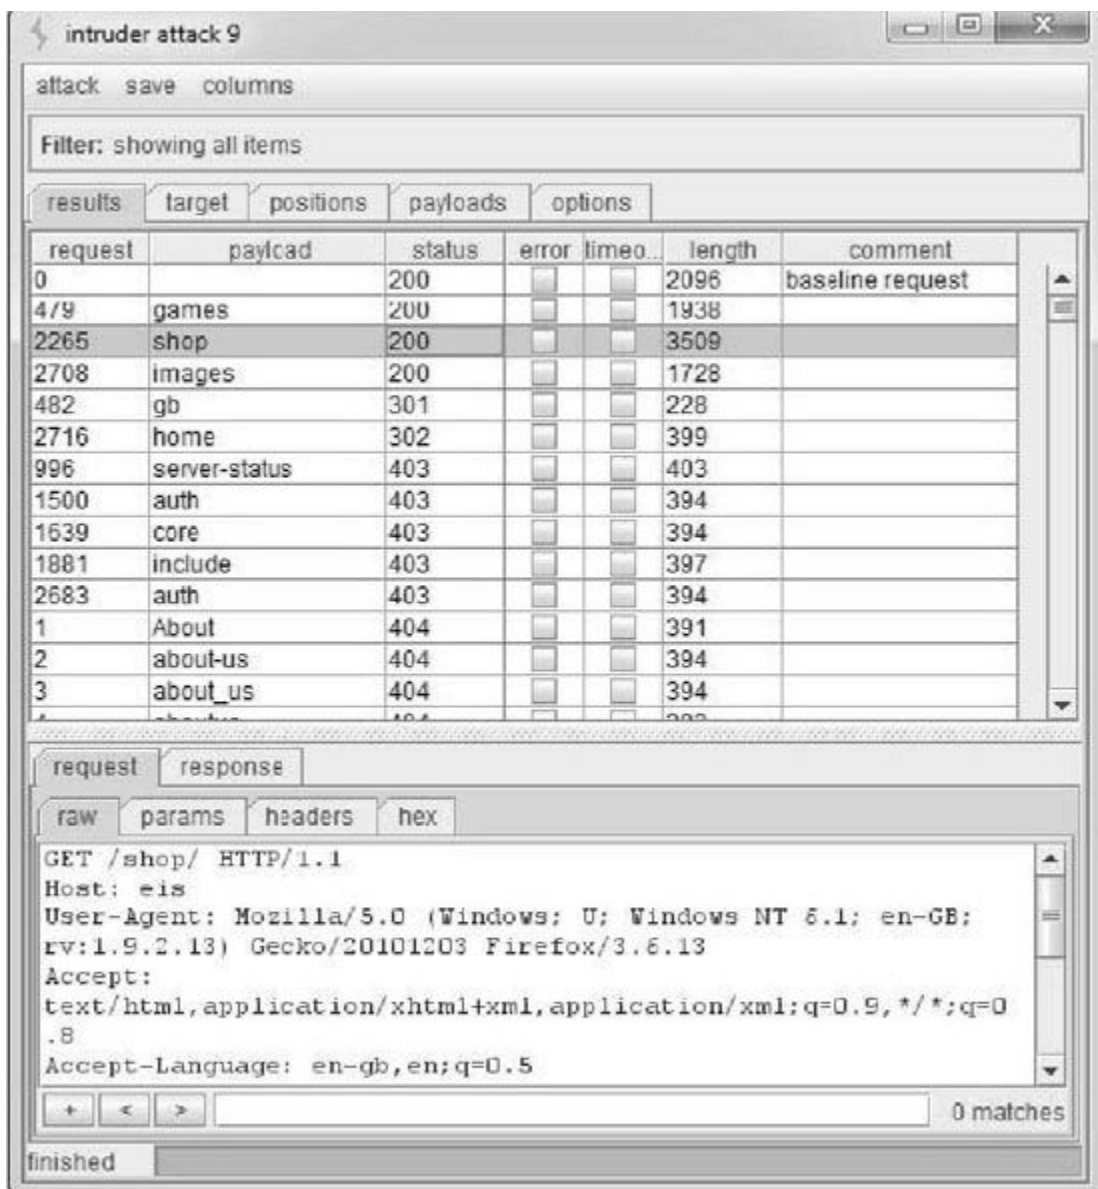 intruder attack 9
attack save columns
Filter: showing all items
results target positions payloads options
request payload status error timeo... length comment
0 200 2096 baseline request
479 games 200 1938
2265 shop 200 3509
2708 images 200 1728
482 gb 301 228
2716 home 302 399
996 server-status 403 403
1500 auth 403 394
1639 core 403 394
1881 include 403 397
2683 auth 403 394
1 About 404 391
2 about-us 404 394
3 about_us 404 394
request response
raw params headers hex
GET /shop/ HTTP/1.1
Host: eis
User-Agent: Mozilla/5.0 (Windows; U; Windows NT 6.1; en-GB;
rv:1.9.2.13) Gecko/20101203 Firefox/3.6.13
Accept:
text/html,application/xhtml+xml,application/xml;q=0.9,*/*;q=0
.8
Accept-Language: en-gb,en;q=0.5
+ < > 0 matches
finished